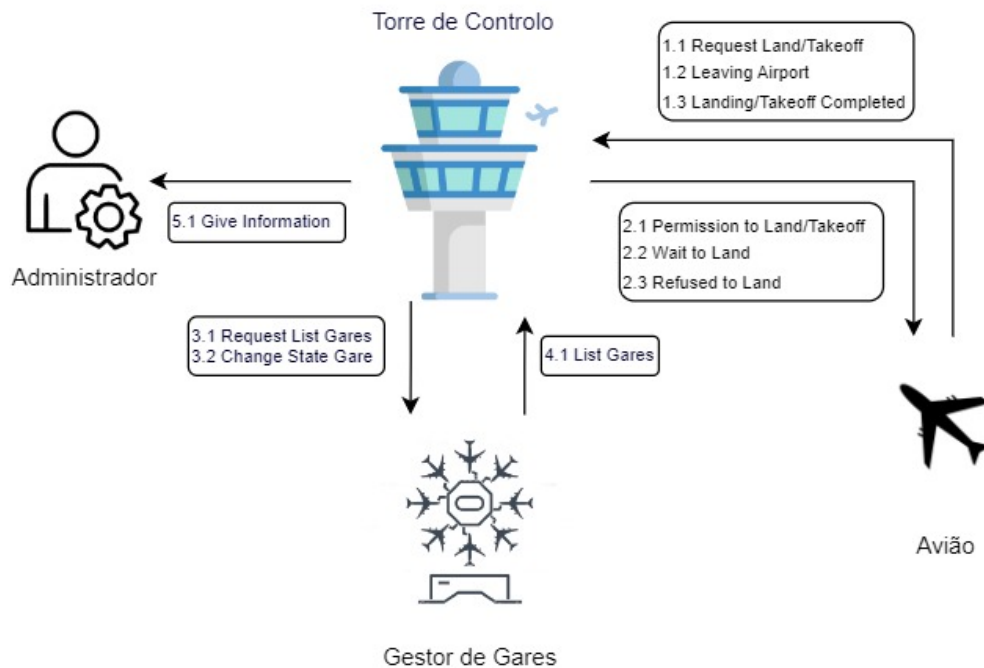 Torre de Controlo
1.1 Request Land/Takeoff
1.2 Leaving Airport
1.3 Landing/Takeoff Completed
5.1 Give Information
Administrador
2.1 Permission to Land/Takeoff
2.2 Wait to Land
2.3 Refused to Land
3.1 Request List Gares
3.2 Change State Gare
4.1 List Gares
Avião
Gestor de Gares